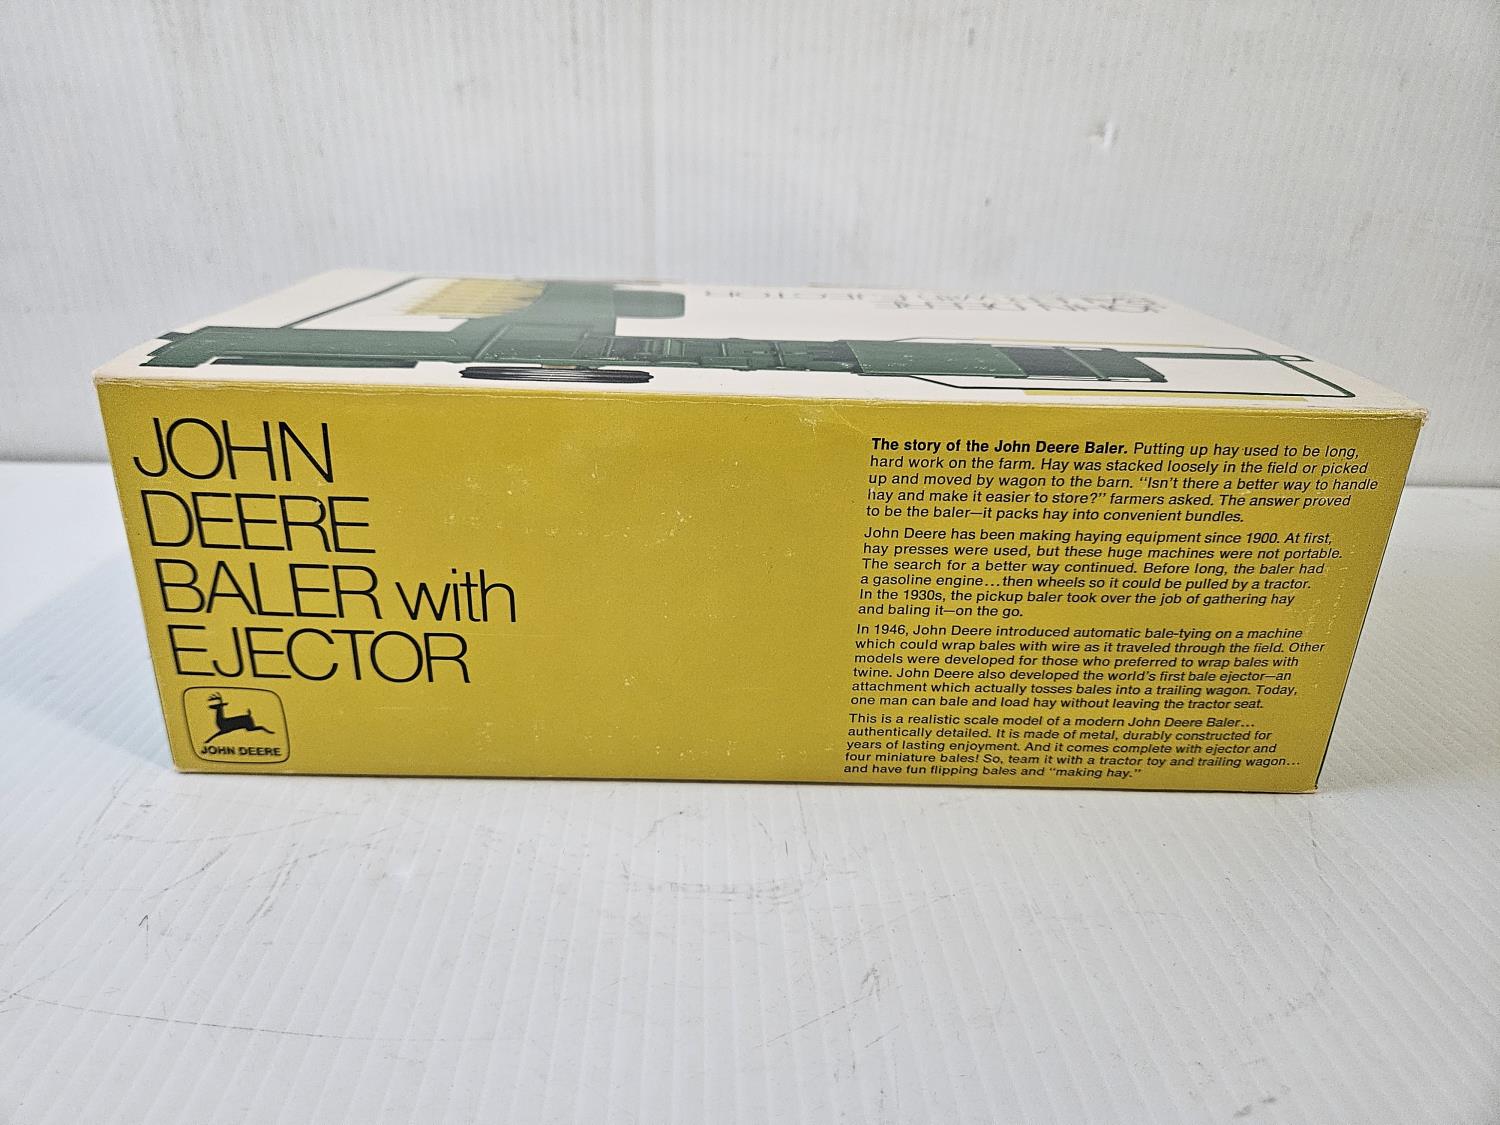 JOHN DEERE
BALER with EJECTOR
JOHN
DEERE
BALER with
EJECTOR
JOHN DEERE
The story of the John Deere Baler. Putting up hay used to be long,
hard work on the farm. Hay was stacked loosely in the field or picked
up and moved by wagon to the barn. "Isn't there a better way to handle
hay and make it easier to store?" farmers asked. The answer proved
to be the baler—it packs hay into convenient bundles.
John Deere has been making haying equipment since 1900. At first,
hay presses were used, but these huge machines were not portable.
The search for a better way continued. Before long, the baler had
a gasoline engine...then wheels so it could be pulled by a tractor.
In the 1930s, the pickup baler took over the job of gathering hay
and baling it—on the go.
In 1946, John Deere introduced automatic bale-tying on a machine
which could wrap bales with wire as it traveled through the field. Other
models were developed for those who preferred to wrap bales with
twine. John Deere also developed the world's first bale ejector—an
attachment which actually tosses bales into a trailing wagon. Today,
one man can bale and load hay without leaving the tractor seat.
This is a realistic scale model of a modern John Deere Baler...
authentically detailed. It is made of metal, durably constructed for
years of lasting enjoyment. And it comes complete with ejector and
four miniature bales! So, team it with a tractor toy and trailing wagon...
and have fun flipping bales and "making hay."